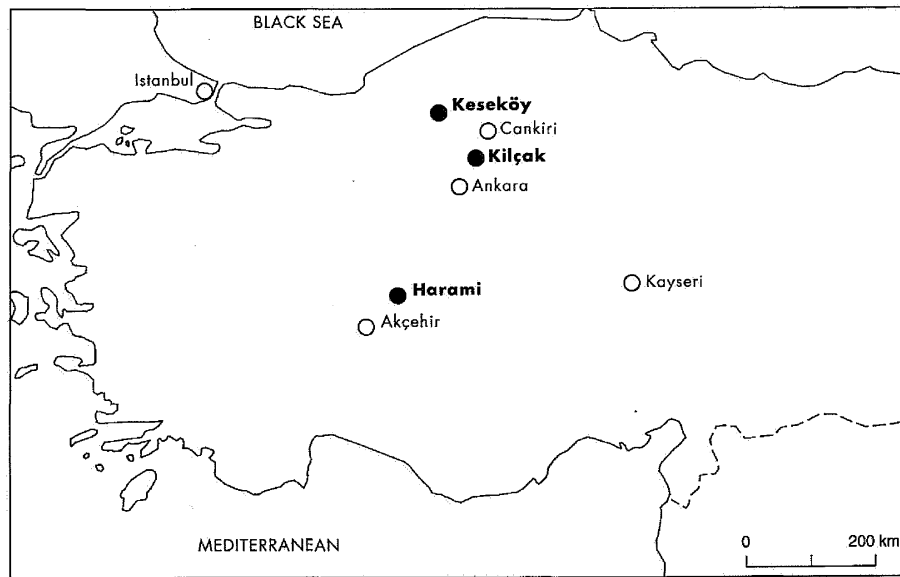 BLACK SEA
Istanbul
Keseköy
Cankiri
Kilçak
Ankara
Kayseri
Harami
Akçehir
MEDITERRANEAN
0 200 km